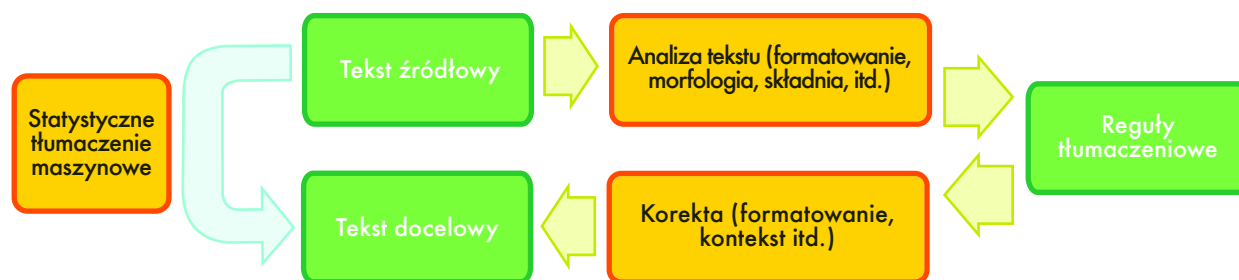 Statystyczne
tłumaczenie
maszynowe
Tekst źródłowy
Analiza tekstu (formatowanie,
morfologia, składnia, itd.)
Reguły
tłumaczeniowe
Korekta (formatowanie,
kontekst itd.)
Tekst docelowy